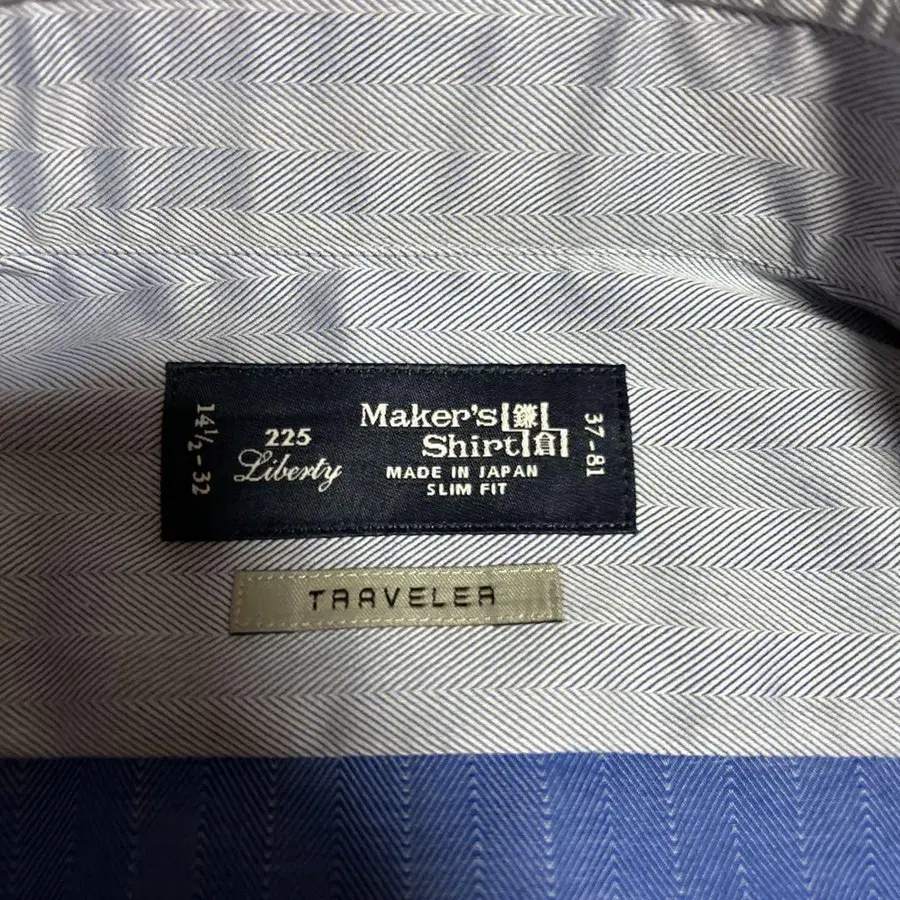 14½-32
225
Liberty
Maker's 鎌
Shirt 倉
MADE IN JAPAN
SLIM FIT
37-81
TRAVELER